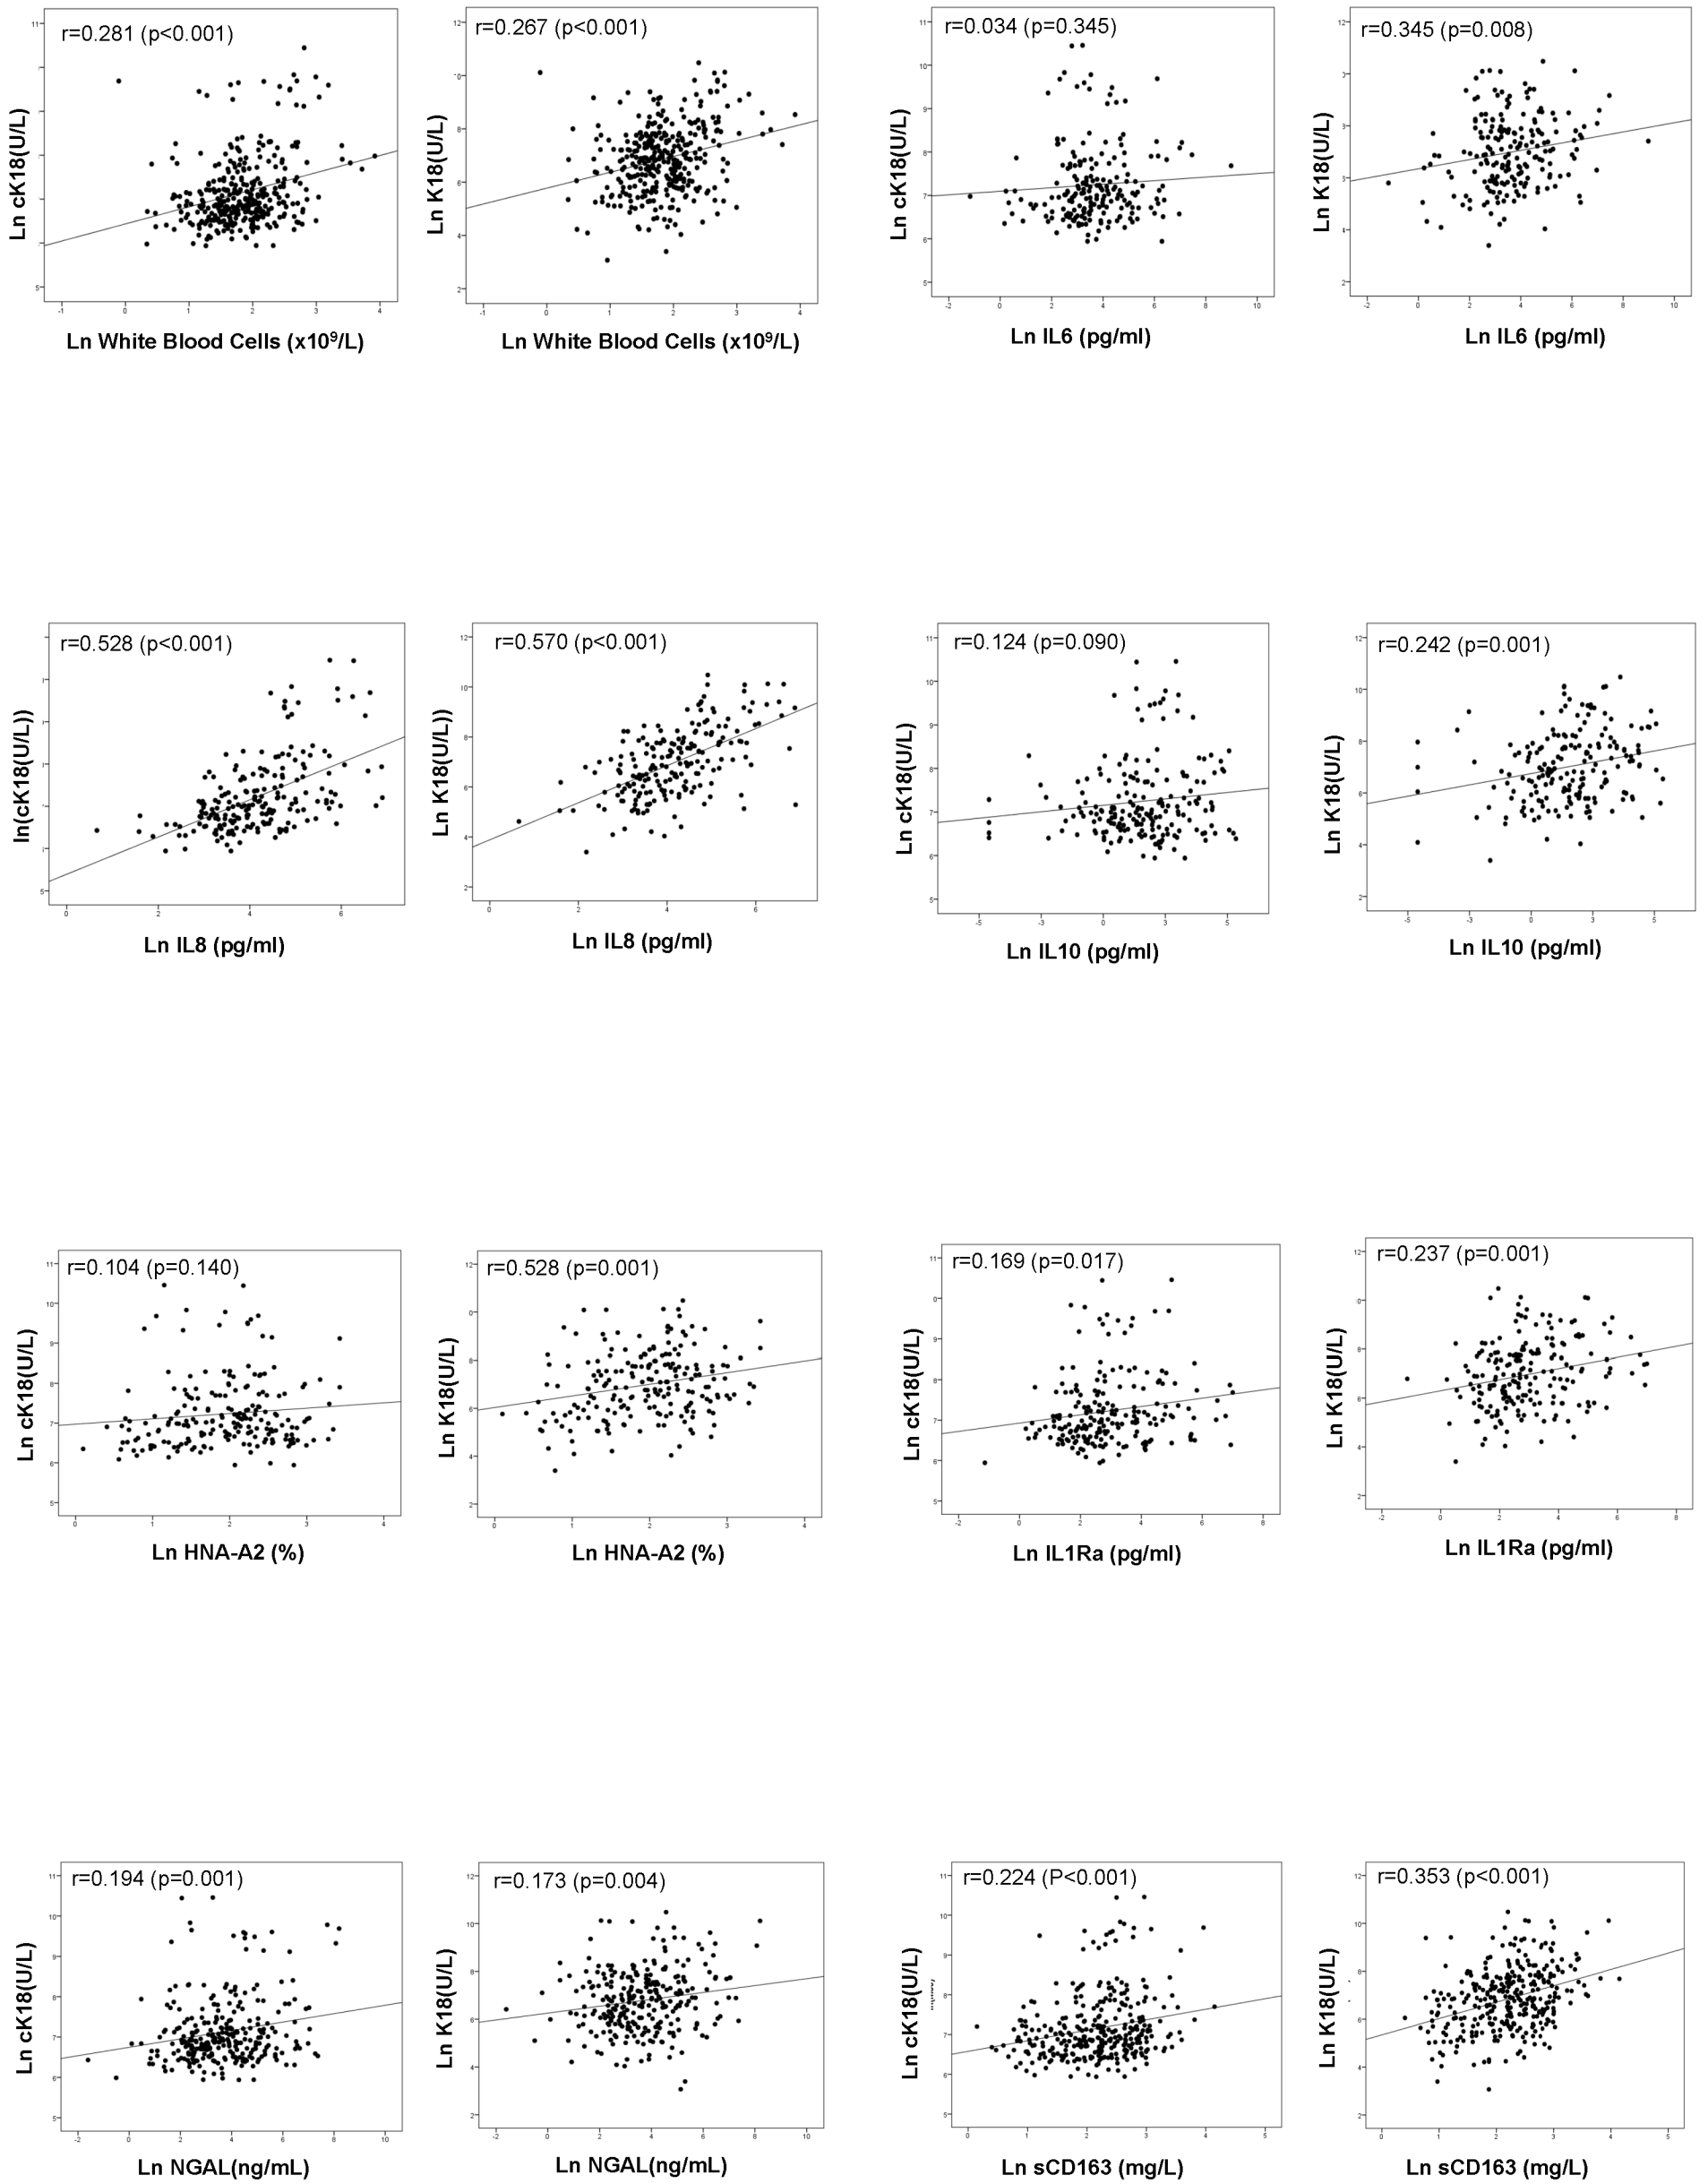 r=0.281 (p<0.001)
Ln cK18(U/L)
Ln White Blood Cells (x10⁹/L)
r=0.267 (p<0.001)
Ln K18(U/L)
Ln White Blood Cells (x10⁹/L)
r=0.034 (p=0.345)
Ln cK18(U/L)
Ln IL6 (pg/ml)
r=0.345 (p=0.008)
Ln K18(U/L)
Ln IL6 (pg/ml)
r=0.528 (p<0.001)
ln(cK18(U/L))
Ln IL8 (pg/ml)
r=0.570 (p<0.001)
Ln K18(U/L))
Ln IL8 (pg/ml)
r=0.124 (p=0.090)
Ln cK18(U/L)
Ln IL10 (pg/ml)
r=0.242 (p=0.001)
Ln K18(U/L)
Ln IL10 (pg/ml)
r=0.104 (p=0.140)
Ln cK18(U/L)
Ln HNA-A2 (%)
r=0.528 (p=0.001)
Ln K18(U/L)
Ln HNA-A2 (%)
r=0.169 (p=0.017)
Ln cK18(U/L)
Ln IL1Ra (pg/ml)
r=0.237 (p=0.001)
Ln K18(U/L)
Ln IL1Ra (pg/ml)
r=0.194 (p=0.001)
Ln cK18(U/L)
Ln NGAL(ng/mL)
r=0.173 (p=0.004)
Ln K18(U/L)
Ln NGAL(ng/mL)
r=0.224 (P<0.001)
Ln cK18(U/L)
Ln sCD163 (mg/L)
r=0.353 (p<0.001)
Ln K18(U/L)
Ln sCD163 (mg/L)